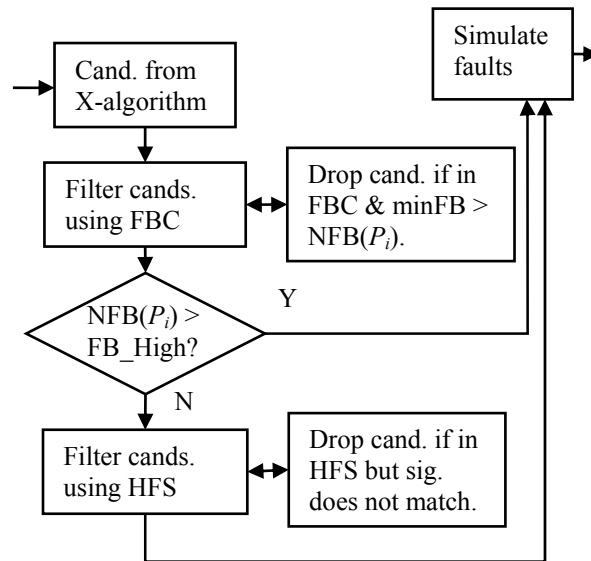 Cand. from
X-algorithm
Simulate
faults
Filter cands.
using FBC
Drop cand. if in
FBC & minFB >
NFB(Pi).
NFB(Pi) >
FB_High?
Y
N
Filter cands.
using HFS
Drop cand. if in
HFS but sig.
does not match.